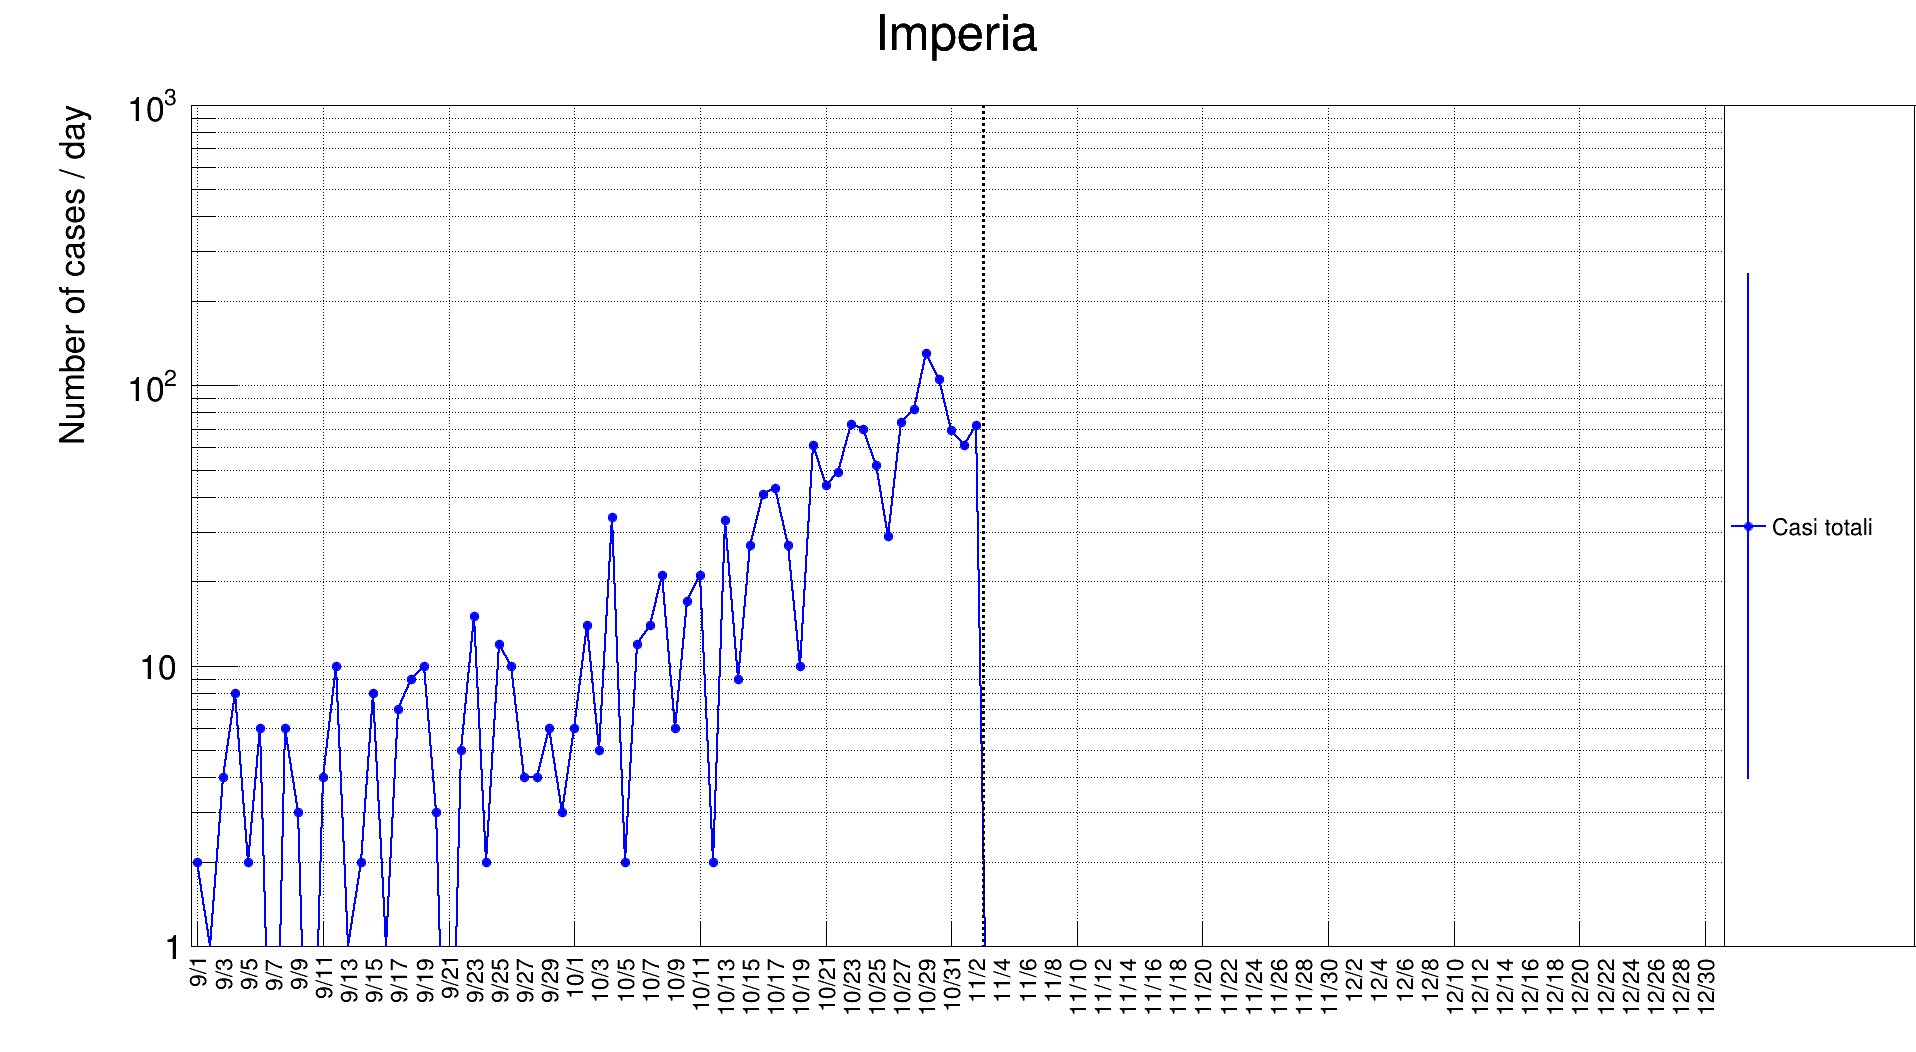 Imperia
Number of cases / day
10³
10²
10
1
9/1 9/3 9/5 9/7 9/9 9/11 9/13 9/15 9/17 9/19 9/21 9/23 9/25 9/27 9/29 10/1 10/3 10/5 10/7 10/9 10/11 10/13 10/15 10/17 10/19 10/21 10/23 10/25 10/27 10/29 10/31 11/2 11/4 11/6 11/8 11/10 11/12 11/14 11/16 11/18 11/20 11/22 11/24 11/26 11/28 11/30 12/2 12/4 12/6 12/8 12/10 12/12 12/14 12/16 12/18 12/20 12/22 12/24 12/26 12/28 12/30
Casi totali